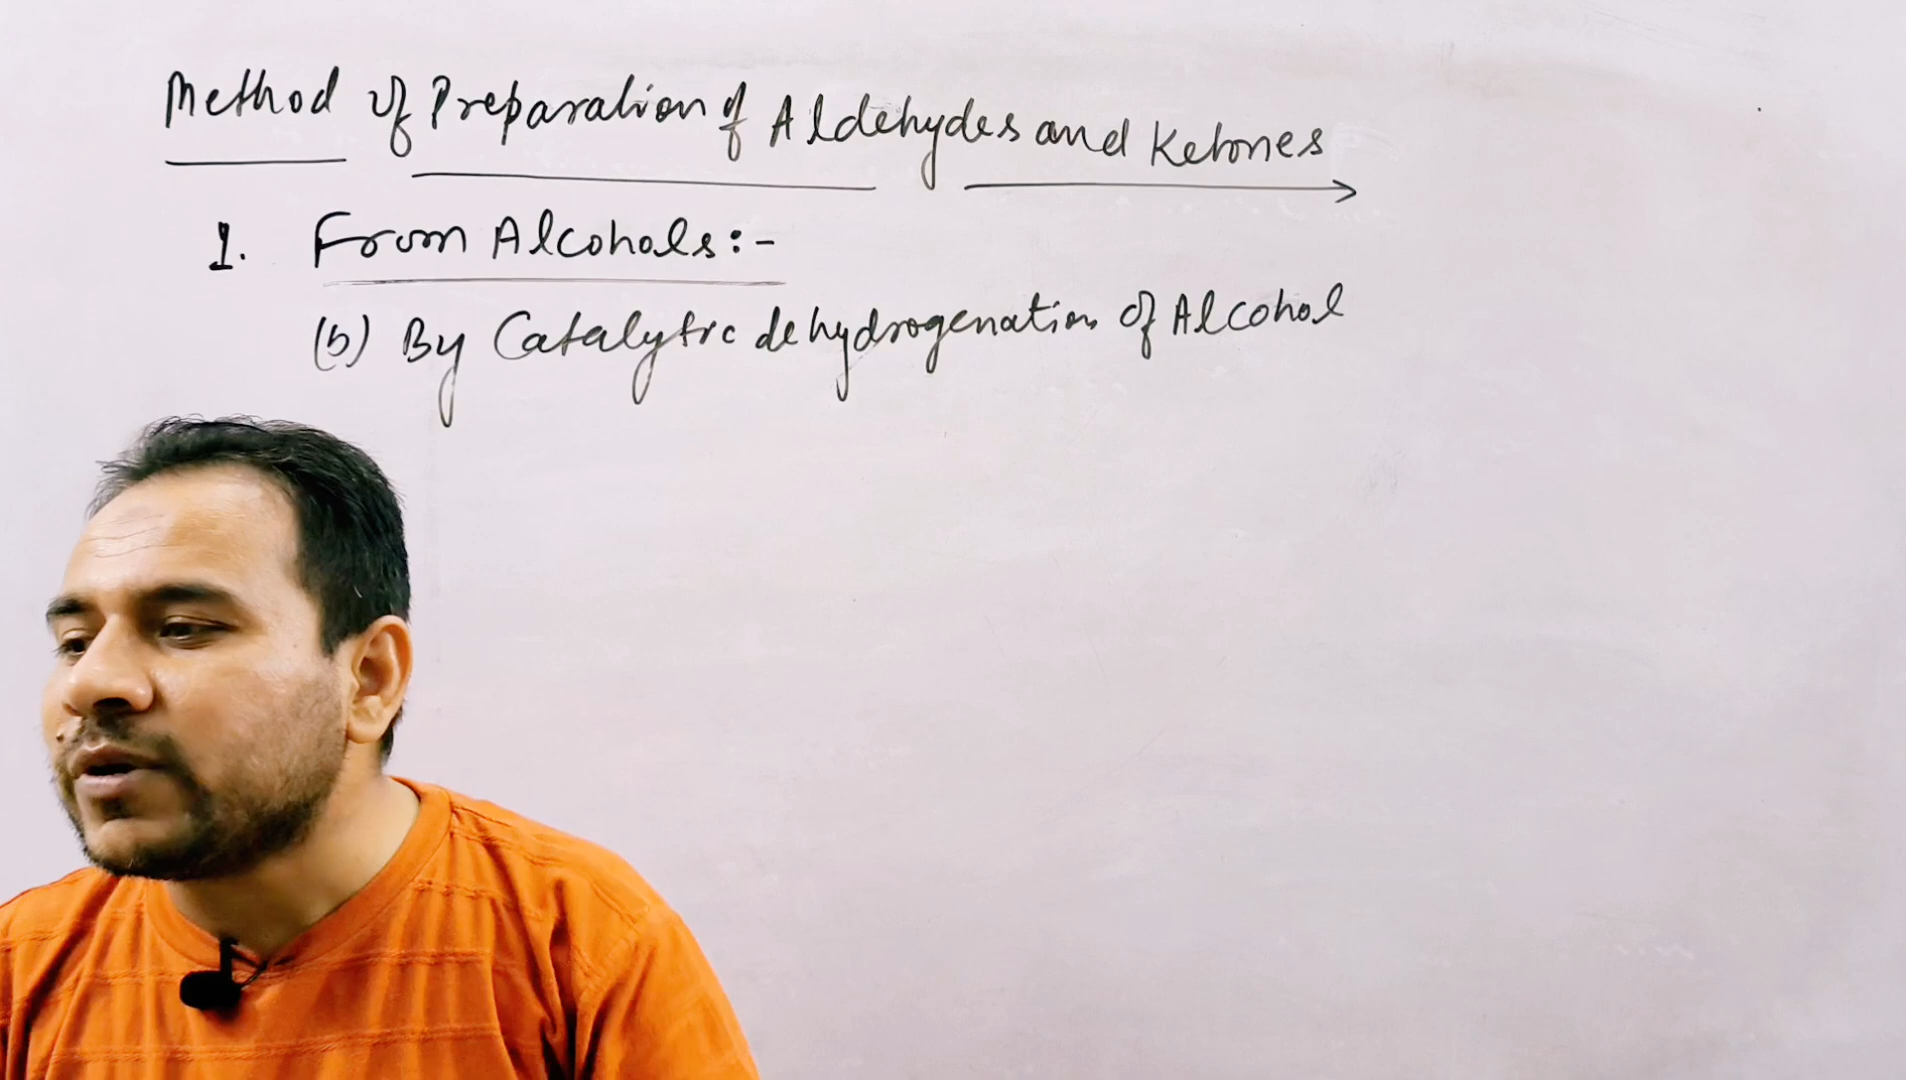 Method of Preparation of Aldehydes and Ketones
1. From Alcohols:-
(b) By Catalytic dehydrogenation of Alcohol